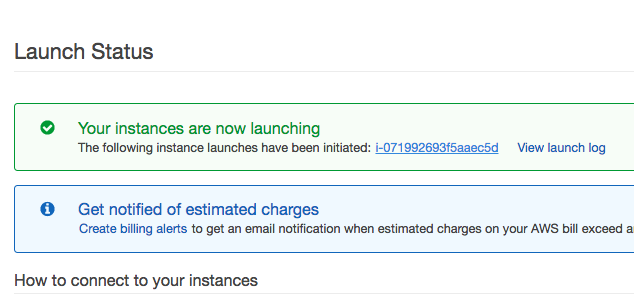 Launch Status
Your instances are now launching
The following instance launches have been initiated: i-071992693f5aaec5d View launch log
Get notified of estimated charges
Create billing alerts to get an email notification when estimated charges on your AWS bill exceed
How to connect to your instances